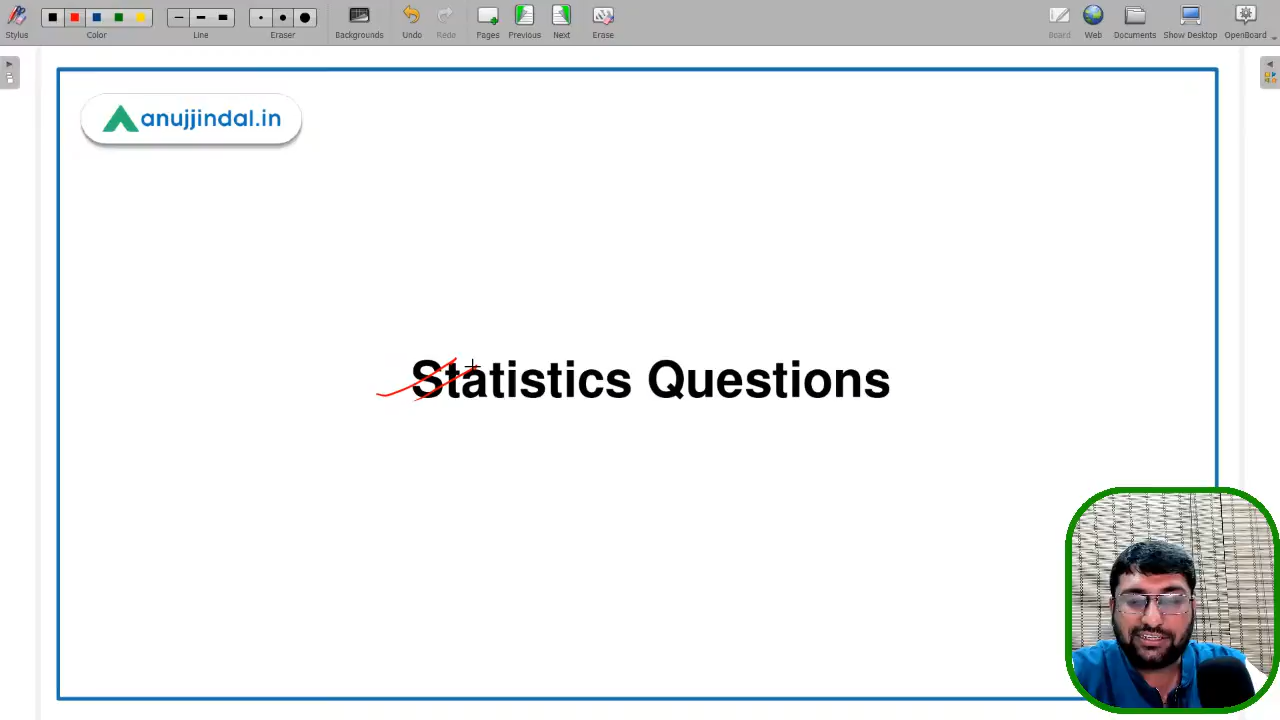 Stylus
Color
Line
Eraser
Backgrounds
Undo
Redo
Pages
Previous
Next
Erase
Board
Web
Documents
Show Desktop
OpenBoard
anujjindal.in
Statistics Questions